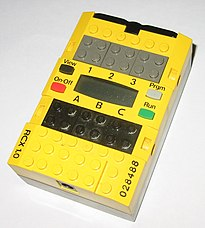 View 1 2 3 Prgm
On-Off Run
A B C
RCX 1.0
028488